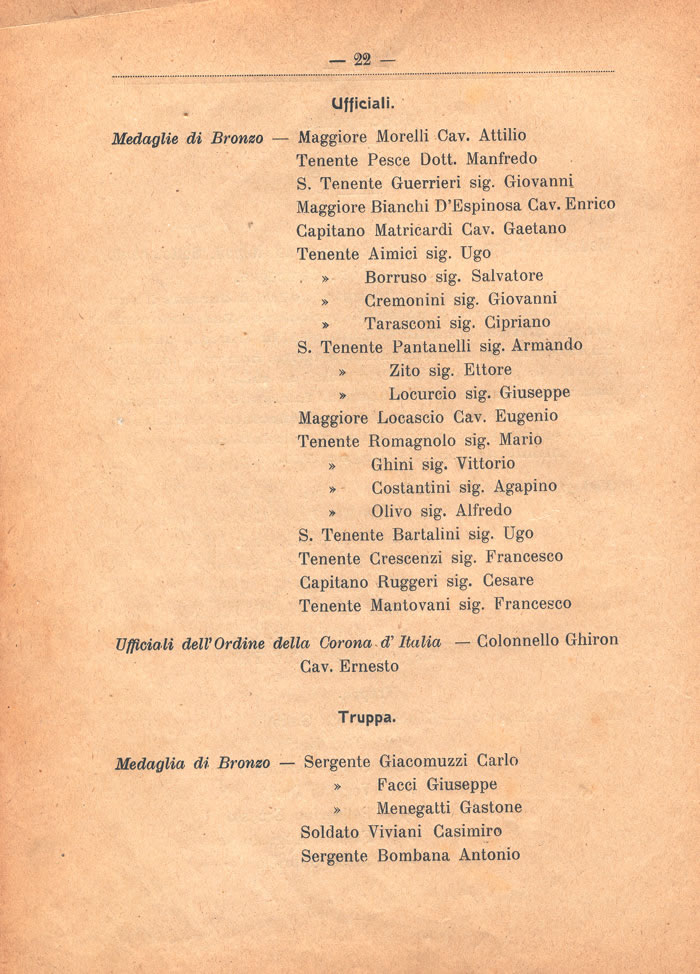 — 22 —
Ufficiali.
Medaglie di Bronzo — Maggiore Morelli Cav. Attilio
Tenente Pesce Dott. Manfredo
S. Tenente Guerrieri sig. Giovanni
Maggiore Bianchi D'Espinosa Cav. Enrico
Capitano Matricardi Cav. Gaetano
Tenente Aimici sig. Ugo
» Borruso sig. Salvatore
» Cremonini sig. Giovanni
» Tarasconi sig. Cipriano
S. Tenente Pantanelli sig. Armando
» Zito sig. Ettore
» Locurcio sig. Giuseppe
Maggiore Locascio Cav. Eugenio
Tenente Romagnolo sig. Mario
» Ghini sig. Vittorio
» Costantini sig. Agapino
» Olivo sig. Alfredo
S. Tenente Bartalini sig. Ugo
Tenente Crescenzi sig. Francesco
Capitano Ruggeri sig. Cesare
Tenente Mantovani sig. Francesco
Ufficiali dell'Ordine della Corona d' Italia — Colonnello Ghiron
Cav. Ernesto
Truppa.
Medaglia di Bronzo — Sergente Giacomuzzi Carlo
» Facci Giuseppe
» Menegatti Gastone
Soldato Viviani Casimiro
Sergente Bombana Antonio